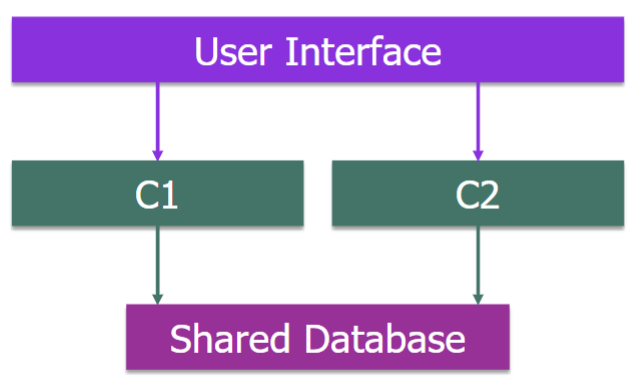 User Interface
C1
C2
Shared Database